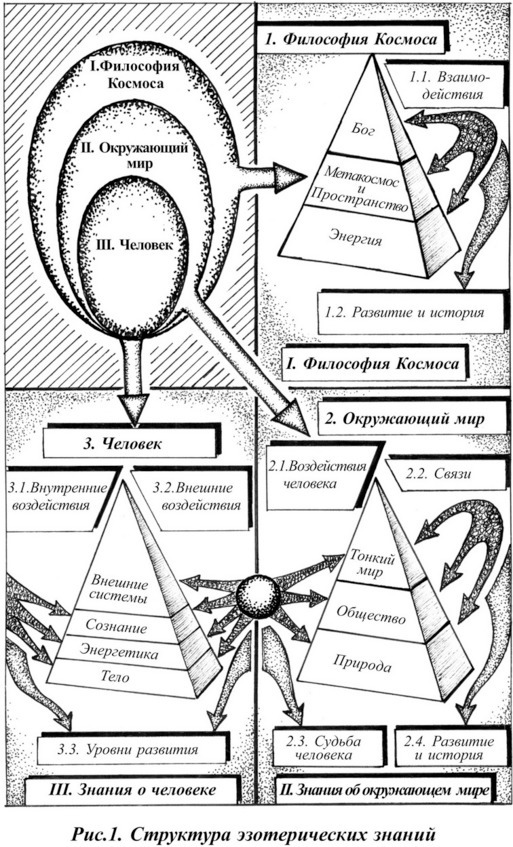 I.Философия
Космоса
II. Окружающий
мир
III. Человек
1. Философия Космоса
1.1. Взаимо-
действия
Бог
Метакосмос
и
Пространство
Энергия
1.2. Развитие и история
I. Философия Космоса
3. Человек
3.1.Внутренние
воздействия
3.2.Внешние
воздействия
Внешние
системы
Сознание
Энергетика
Тело
3.3. Уровни развития
III. Знания о человеке
2. Окружающий мир
2.1.Воздействия
человека
2.2. Связи
Тонкий
мир
Общество
Природа
2.3. Судьба
человека
2.4. Развитие
и история
II. Знания об окружающем мире
Рис.1. Структура эзотерических знаний